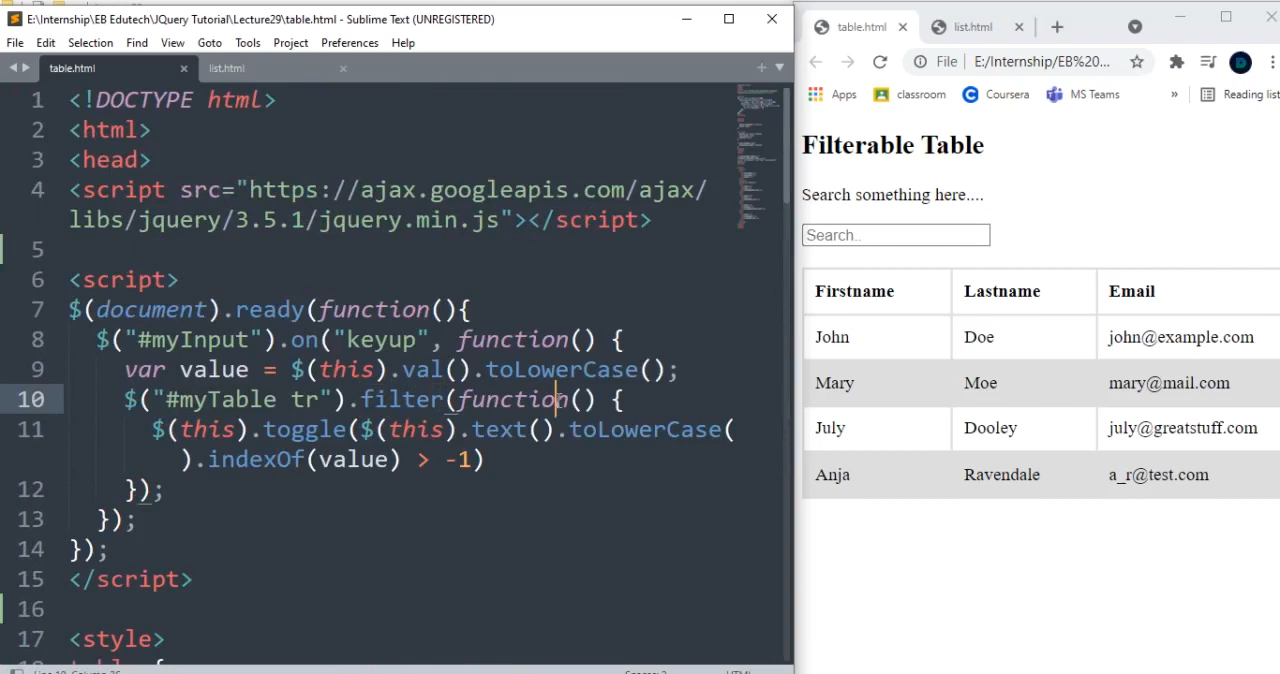 E:\Internship\EB Edutech\JQuery Tutorial\Lecture29\table.html - Sublime Text (UNREGISTERED)
File Edit Selection Find View Goto Tools Project Preferences Help
table.html list.html
1 <!DOCTYPE html>
2 <html>
3 <head>
4 <script src="https://ajax.googleapis.com/ajax/
libs/jquery/3.5.1/jquery.min.js"></script>
5
6 <script>
7 $(document).ready(function(){
8 $("#myInput").on("keyup", function() {
9 var value = $(this).val().toLowerCase();
10 $("#myTable tr").filter(function() {
11 $(this).toggle($(this).text().toLowerCase(
).indexOf(value) > -1)
12 });
13 });
14 });
15 </script>
16
17 <style>
table.html list.html
File E:/Internship/EB%20...
Apps classroom Coursera MS Teams » Reading list
Filterable Table
Search something here....
Search..
Firstname Lastname Email
John Doe john@example.com
Mary Moe mary@mail.com
July Dooley july@greatstuff.com
Anja Ravendale a_r@test.com